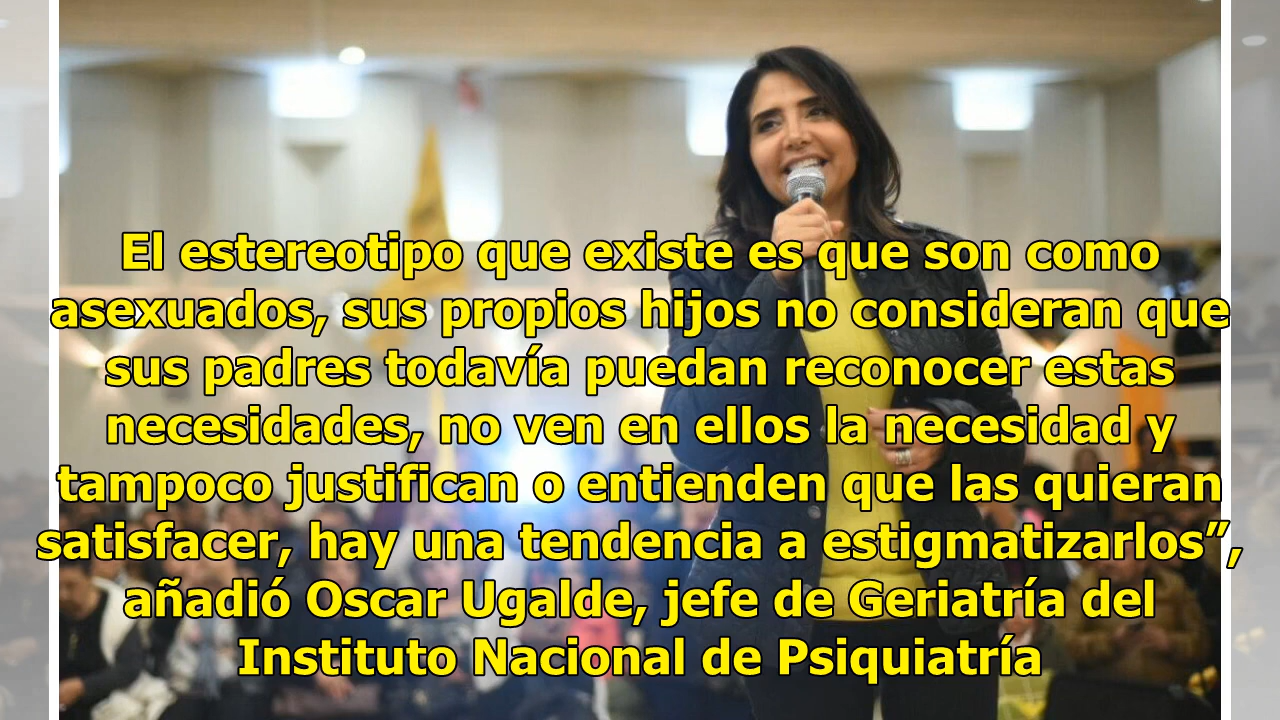 El estereotipo que existe es que son como
asexuados, sus propios hijos no consideran que
sus padres todavía puedan reconocer estas
necesidades, no ven en ellos la necesidad y
tampoco justifican o entienden que las quieran
satisfacer, hay una tendencia a estigmatizarlos”,
añadió Oscar Ugalde, jefe de Geriatría del
Instituto Nacional de Psiquiatría